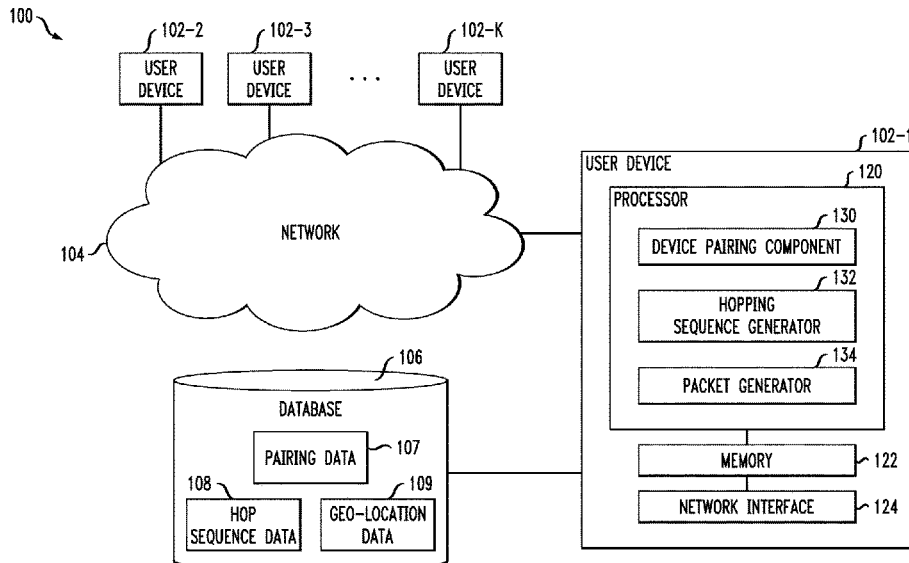 100
102-2
102-3
102-K
USER
DEVICE
USER
DEVICE
. . .
USER
DEVICE
102-1
USER DEVICE
120
PROCESSOR
130
DEVICE PAIRING COMPONENT
132
HOPPING
SEQUENCE GENERATOR
134
PACKET GENERATOR
NETWORK
104
106
DATABASE
PAIRING DATA
107
108
HOP
SEQUENCE DATA
109
GEO-LOCATION
DATA
MEMORY
122
NETWORK INTERFACE
124